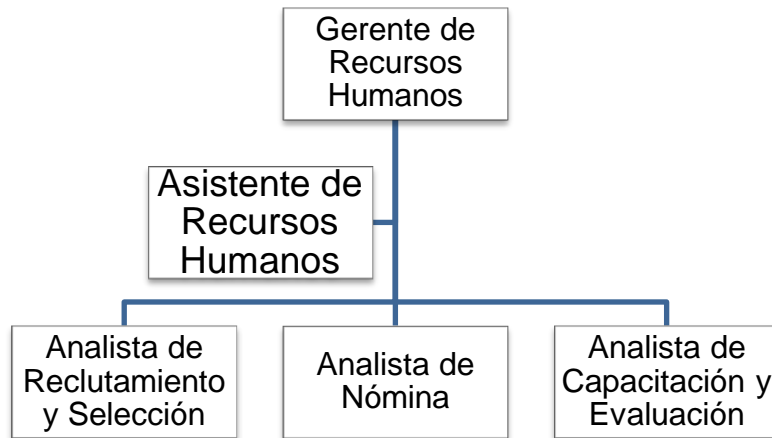 Gerente de
Recursos
Humanos
Asistente de
Recursos
Humanos
Analista de
Reclutamiento
y Selección
Analista de
Nómina
Analista de
Capacitación y
Evaluación